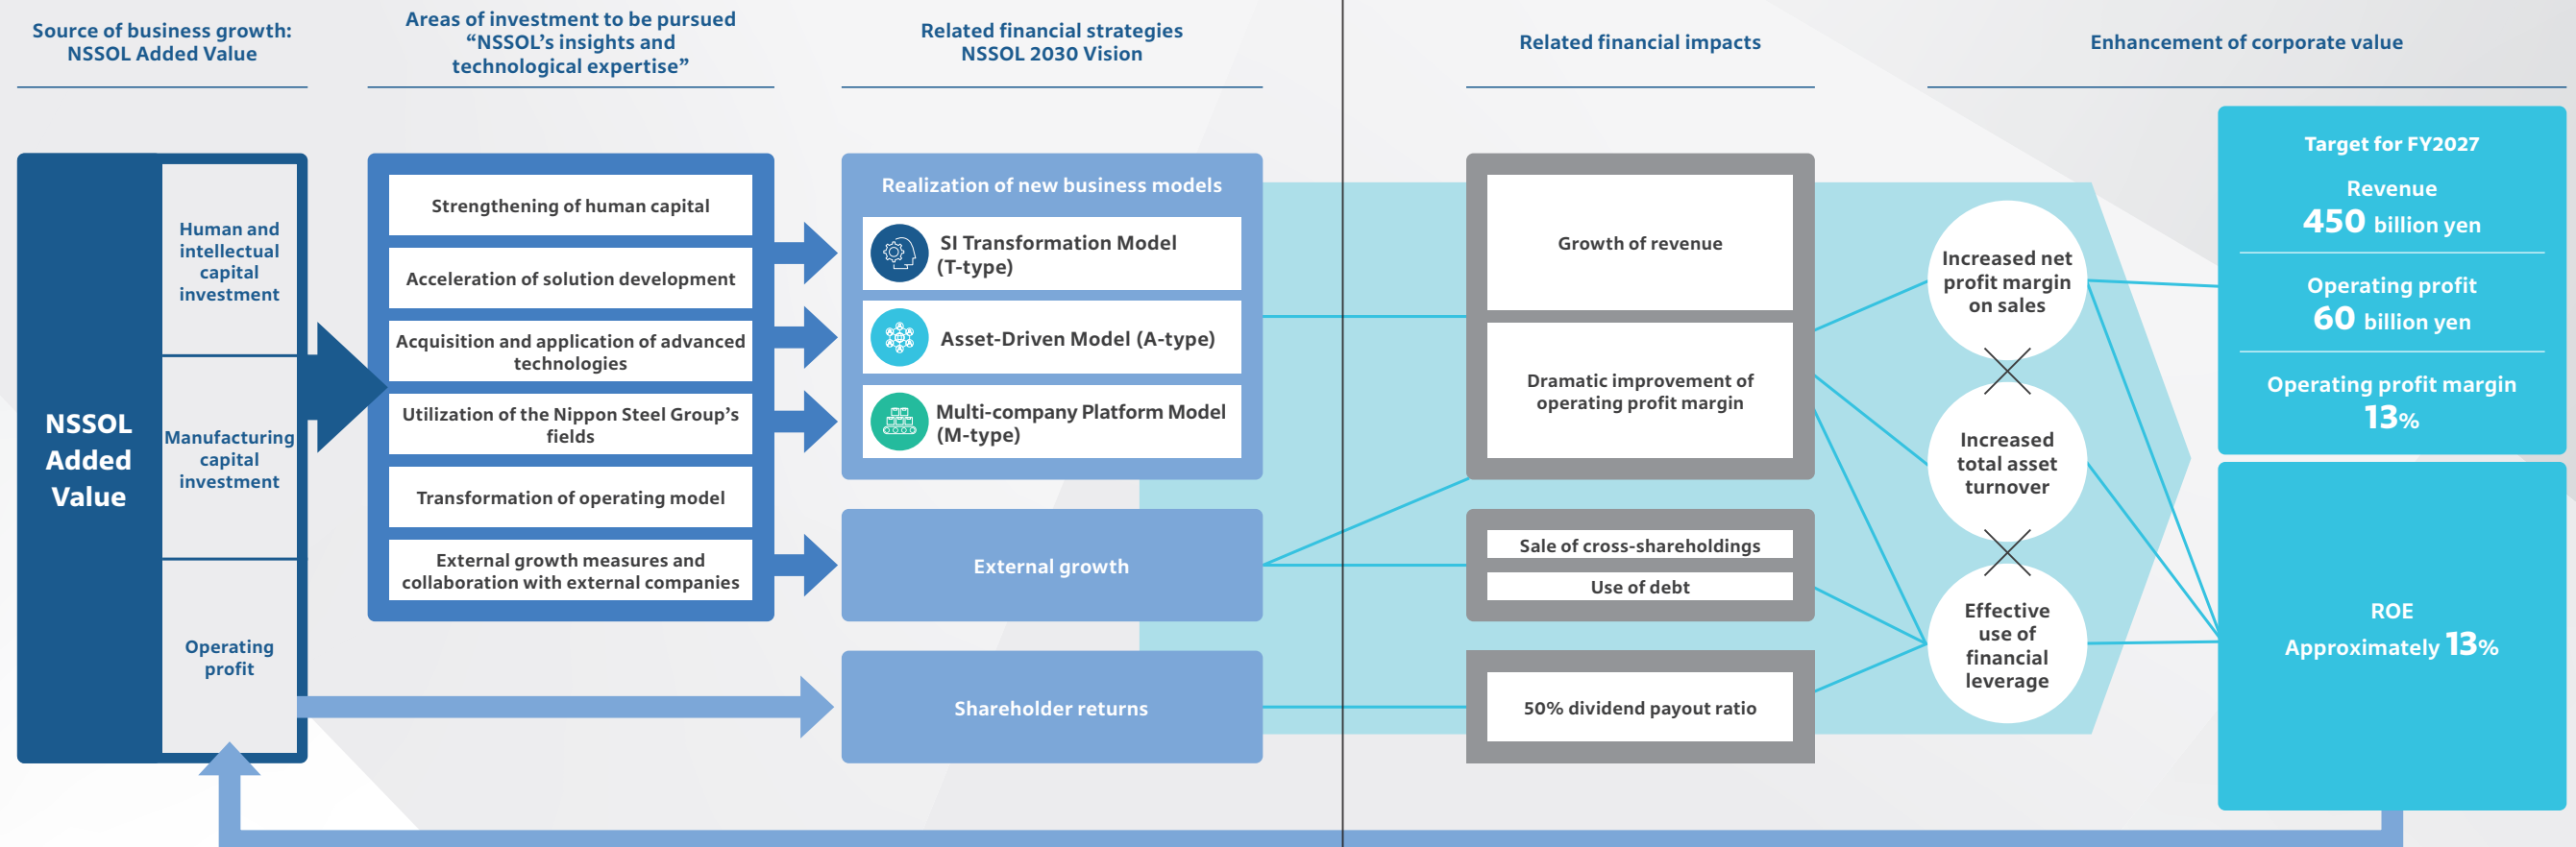 Source of business growth:
NSSOL Added Value
Areas of investment to be pursued
“NSSOL’s insights and
technological expertise”
Related financial strategies
NSSOL 2030 Vision
Related financial impacts
Enhancement of corporate value
NSSOL
Added
Value
Human and
intellectual
capital
investment
Manufacturing
capital
investment
Operating
profit
Strengthening of human capital
Acceleration of solution development
Acquisition and application of advanced
technologies
Utilization of the Nippon Steel Group’s
fields
Transformation of operating model
External growth measures and
collaboration with external companies
Realization of new business models
SI Transformation Model
(T-type)
Asset-Driven Model (A-type)
Multi-company Platform Model
(M-type)
External growth
Shareholder returns
Growth of revenue
Dramatic improvement of
operating profit margin
Sale of cross-shareholdings
Use of debt
50% dividend payout ratio
Increased net
profit margin
on sales
Increased
total asset
turnover
Effective
use of
financial
leverage
Target for FY2027
Revenue
450 billion yen
Operating profit
60 billion yen
Operating profit margin
13%
ROE
Approximately 13%